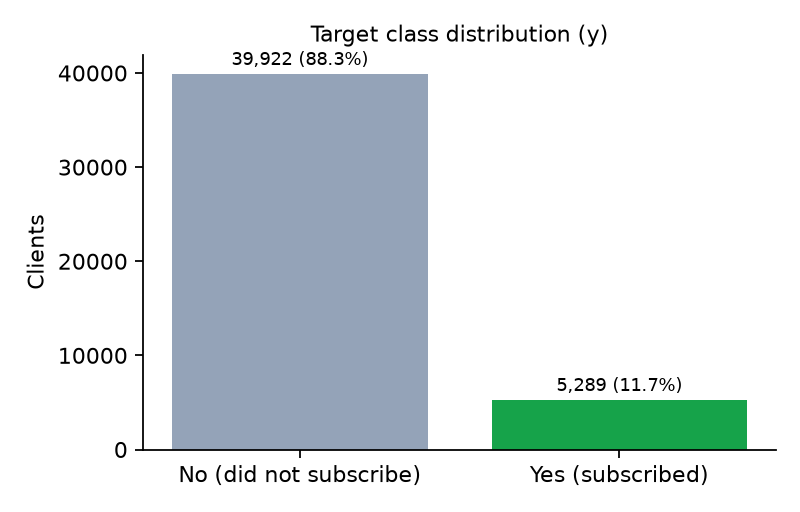 Target class distribution (y)
39,922 (88.3%)
40000
30000
20000
10000
0
Clients
5,289 (11.7%)
No (did not subscribe)
Yes (subscribed)